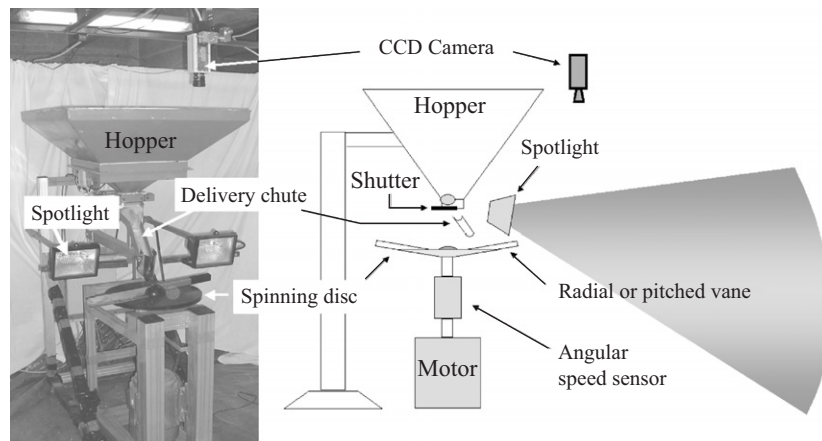 CCD Camera
Hopper
Hopper
Spotlight
Shutter
Delivery chute
Spotlight
Spinning disc
Radial or pitched vane
Motor
Angular
speed sensor